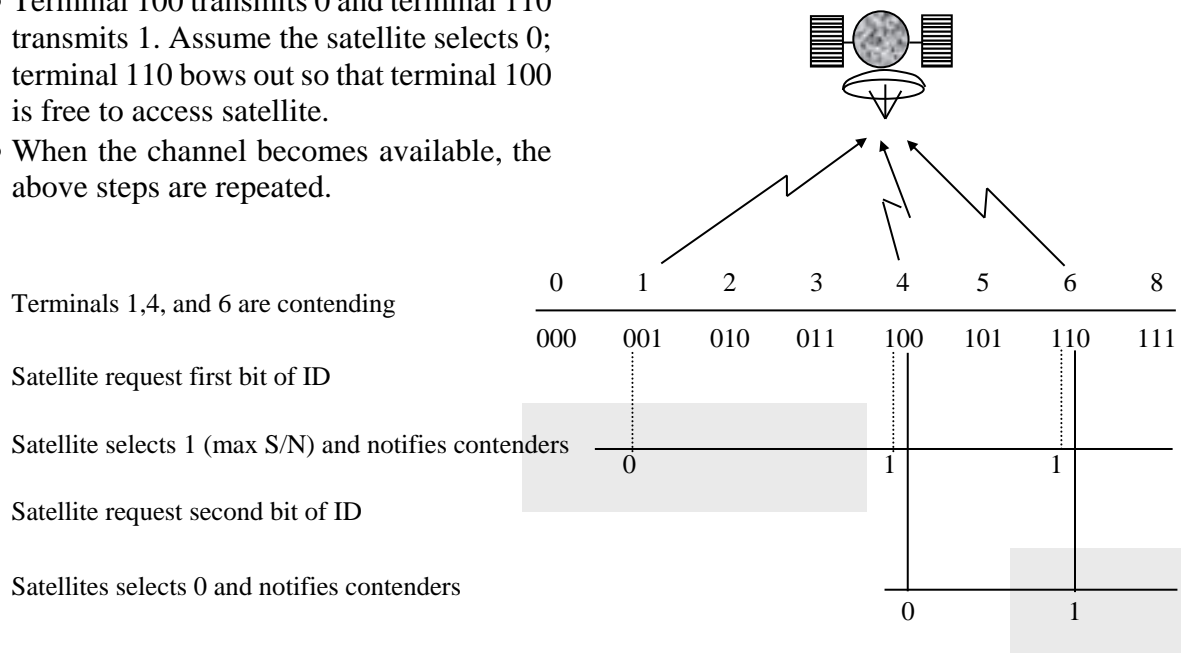 • Terminal 100 transmits 0 and terminal 110
transmits 1. Assume the satellite selects 0;
terminal 110 bows out so that terminal 100
is free to access satellite.
• When the channel becomes available, the
above steps are repeated.
0 1 2 3 4 5 6 8
Terminals 1,4, and 6 are contending
000 001 010 011 100 101 110 111
Satellite request first bit of ID
Satellite selects 1 (max S/N) and notifies contenders
0 1 1
Satellite request second bit of ID
Satellites selects 0 and notifies contenders
0 1